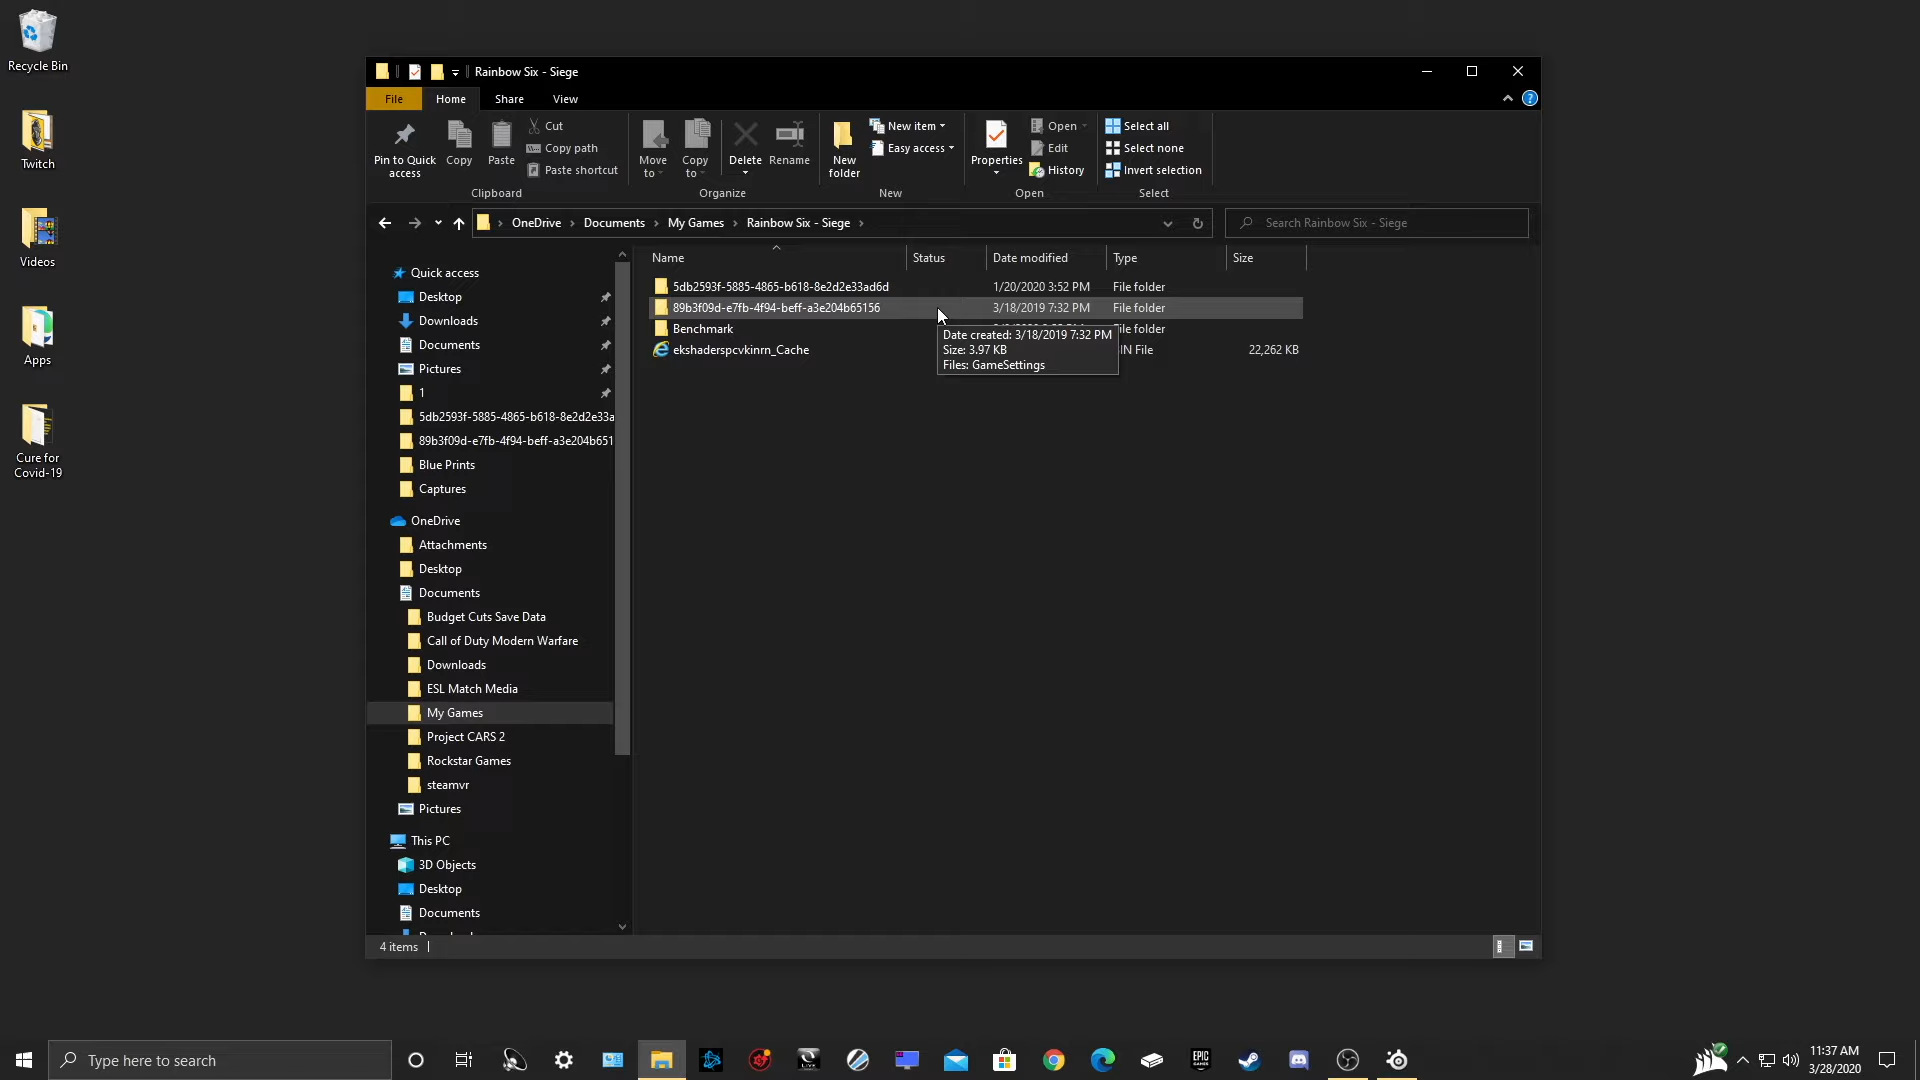 Recycle Bin
Twitch
Videos
Apps
Cure for
Covid-19
Rainbow Six - Siege
File
Home
Share
View
Pin to Quick
access
Copy
Paste
Cut
Copy path
Paste shortcut
Clipboard
Move
to
Copy
to
Delete
Rename
Organize
New
folder
New item
Easy access
New
Properties
Open
Edit
History
Open
Select all
Select none
Invert selection
Select
OneDrive
Documents
My Games
Rainbow Six - Siege
Search Rainbow Six - Siege
Quick access
Desktop
Downloads
Documents
Pictures
1
5db2593f-5885-4865-b618-8e2d2e33a
89b3f09d-e7fb-4f94-beff-a3e204b651
Blue Prints
Captures
OneDrive
Attachments
Desktop
Documents
Budget Cuts Save Data
Call of Duty Modern Warfare
Downloads
ESL Match Media
My Games
Project CARS 2
Rockstar Games
steamvr
Pictures
This PC
3D Objects
Desktop
Documents
Name Status Date modified Type Size
5db2593f-5885-4865-b618-8e2d2e33ad6d 1/20/2020 3:52 PM File folder
89b3f09d-e7fb-4f94-beff-a3e204b65156 3/18/2019 7:32 PM File folder
Benchmark File folder
ekshaderspcvkinrn_Cache IN File 22,262 KB
Date created: 3/18/2019 7:32 PM
Size: 3.97 KB
Files: GameSettings
4 items
Type here to search
LIVE
EPIC
GAMES
11:37 AM
3/28/2020